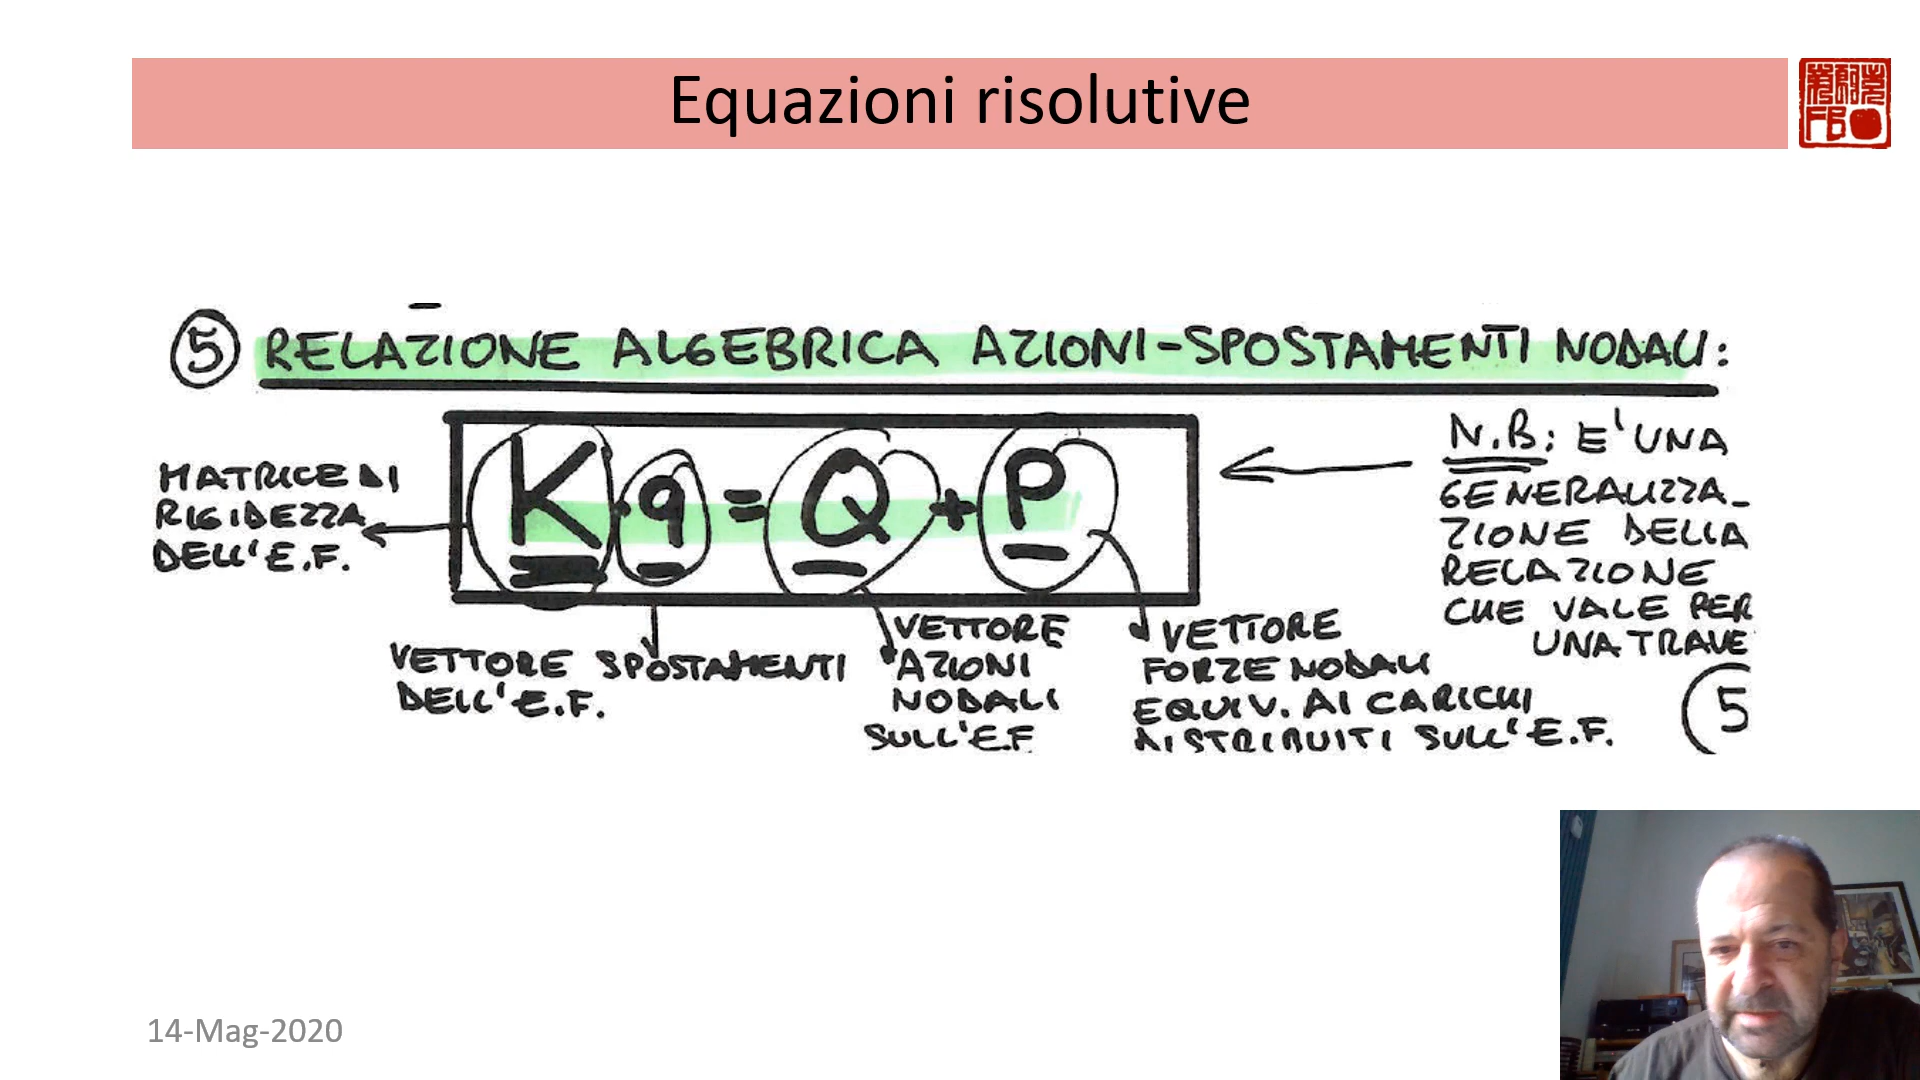 Equazioni risolutive
FB
5 RELAZIONE ALGEBRICA AZIONI-SPOSTAMENTI NODALI:
K·q=Q+P
MATRICE DI
RIGIDEZZA
DELL'E.F.
VETTORE SPOSTAMENTI
DELL'E.F.
VETTORE
AZIONI
NODALI
SULL'E.F
VETTORE
FORZE NODALI
EQUIV. AI CARICHI
DISTRIBUITI SULL'E.F.
N.B.: E' UNA
GENERALIZZA-
ZIONE DELLA
RELAZIONE
CHE VALE PER
UNA TRAVE
5
14-Mag-2020